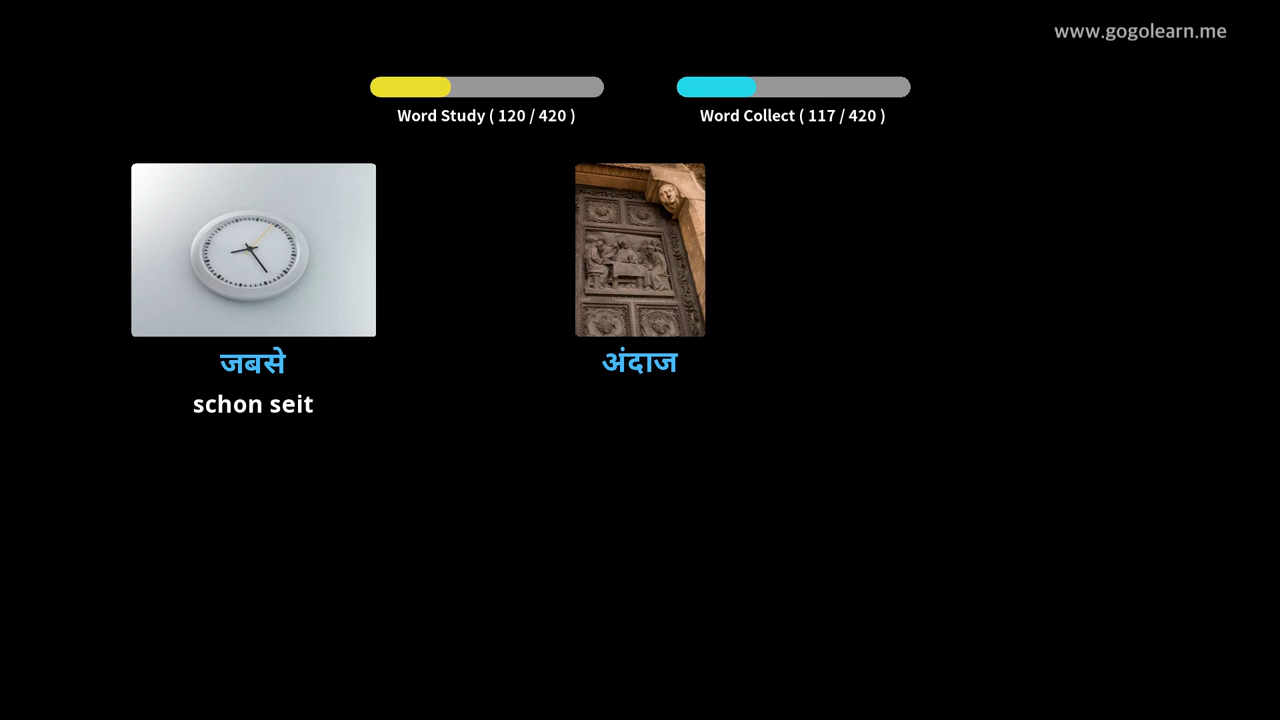 www.gogolearn.me
Word Study ( 120 / 420 )
Word Collect ( 117 / 420 )
जबसे
schon seit
अंदाज